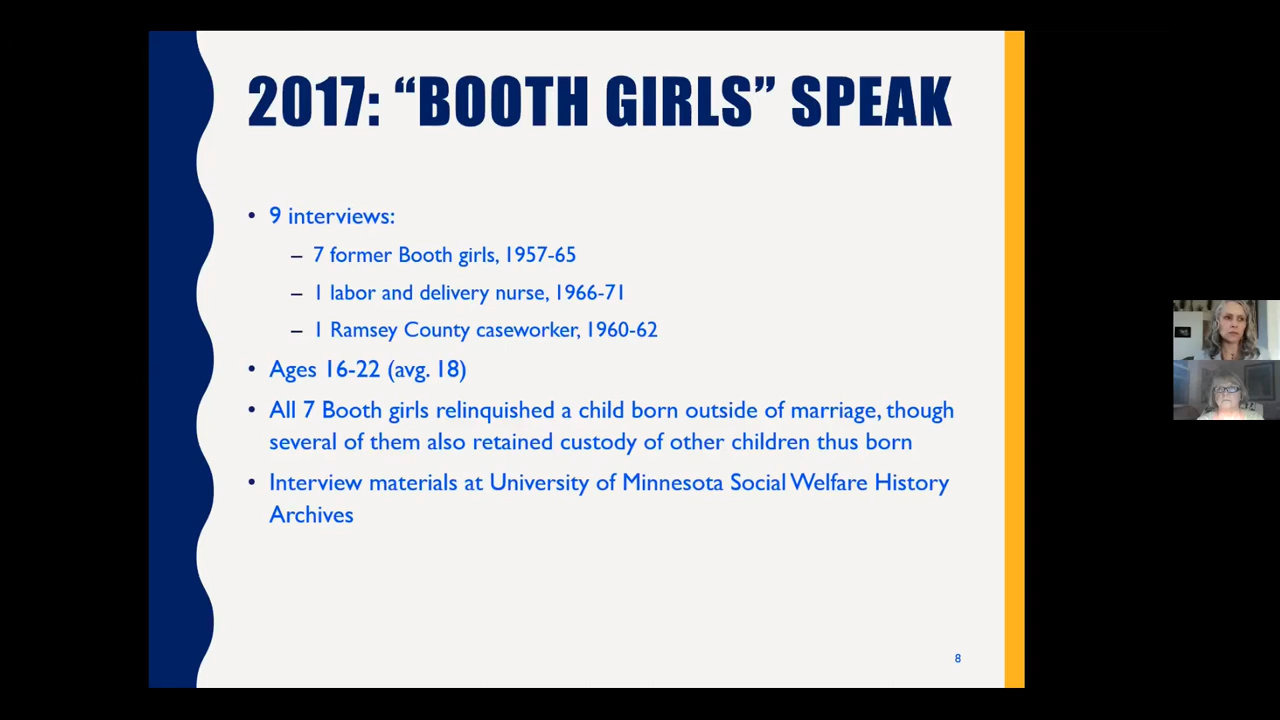 2017: “BOOTH GIRLS” SPEAK
• 9 interviews:
– 7 former Booth girls, 1957-65
– 1 labor and delivery nurse, 1966-71
– 1 Ramsey County caseworker, 1960-62
• Ages 16-22 (avg. 18)
• All 7 Booth girls relinquished a child born outside of marriage, though
several of them also retained custody of other children thus born
• Interview materials at University of Minnesota Social Welfare History
Archives
8